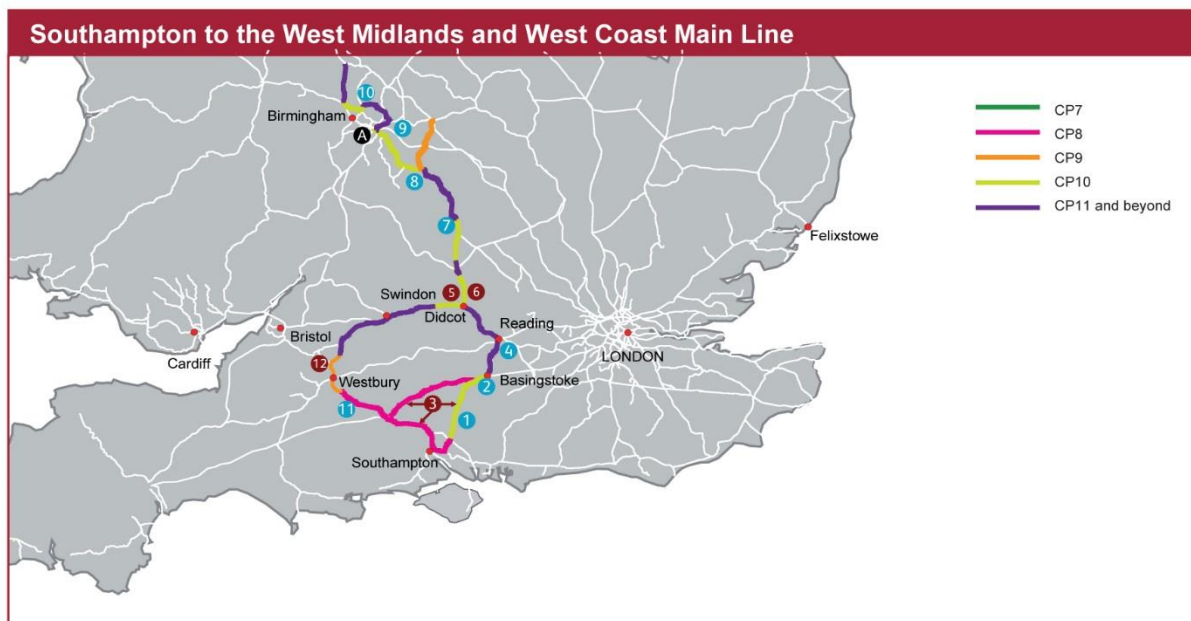 Southampton to the West Midlands and West Coast Main Line
CP7
CP8
CP9
CP10
CP11 and beyond
10
Birmingham
A
9
8
7
Felixstowe
Swindon
5
6
Didcot
Reading
Bristol
Cardiff
4
LONDON
12
Westbury
2
Basingstoke
11
3
1
Southampton